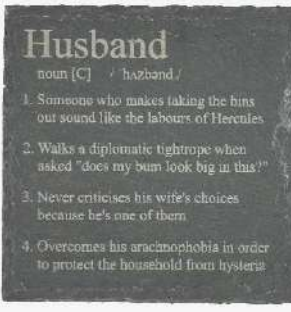 Husband
noun [C] / 'hʌzbənd /
1. Someone who makes taking the bins
out sound like the labours of Hercules
2. Walks a diplomatic tightrope when
asked "does my bum look big in this?"
3. Never criticises his wife's choices
because he's one of them
4. Overcomes his arachnophobia in order
to protect the household from hysteria